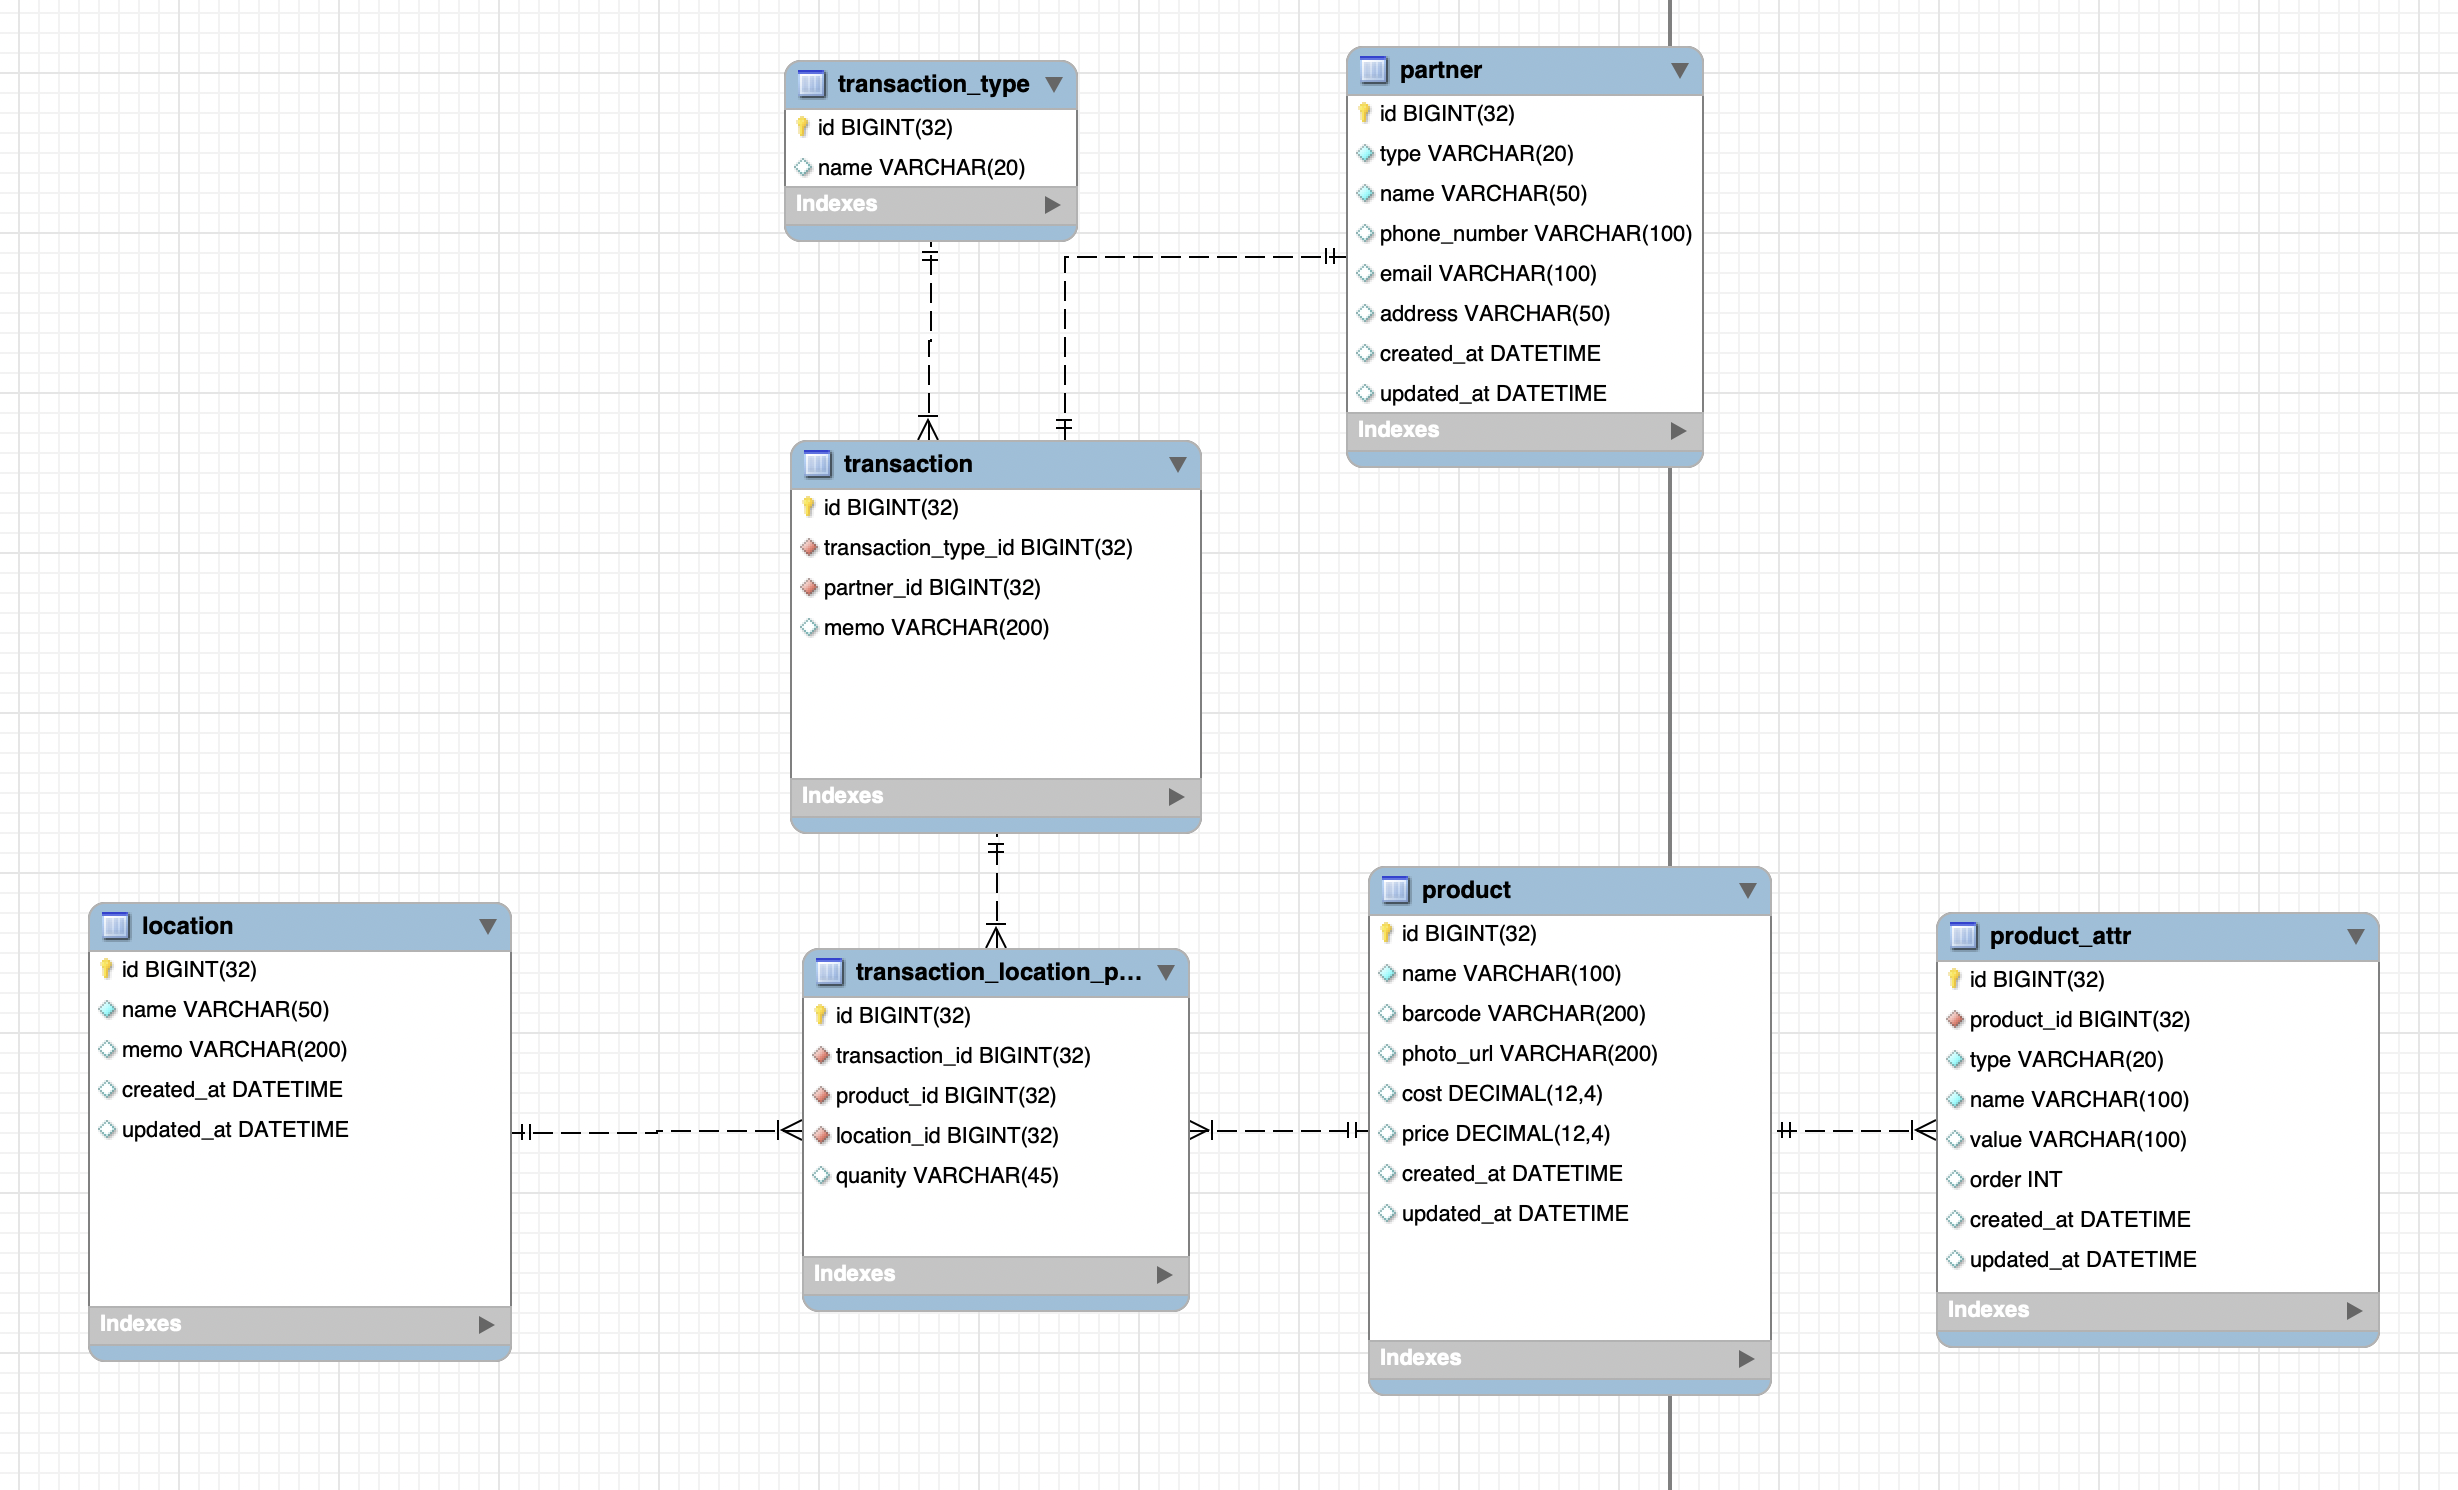 transaction_type
id BIGINT(32)
name VARCHAR(20)
Indexes
partner
id BIGINT(32)
type VARCHAR(20)
name VARCHAR(50)
phone_number VARCHAR(100)
email VARCHAR(100)
address VARCHAR(50)
created_at DATETIME
updated_at DATETIME
Indexes
transaction
id BIGINT(32)
transaction_type_id BIGINT(32)
partner_id BIGINT(32)
memo VARCHAR(200)
Indexes
location
id BIGINT(32)
name VARCHAR(50)
memo VARCHAR(200)
created_at DATETIME
updated_at DATETIME
Indexes
transaction_location_p...
id BIGINT(32)
transaction_id BIGINT(32)
product_id BIGINT(32)
location_id BIGINT(32)
quanity VARCHAR(45)
Indexes
product
id BIGINT(32)
name VARCHAR(100)
barcode VARCHAR(200)
photo_url VARCHAR(200)
cost DECIMAL(12,4)
price DECIMAL(12,4)
created_at DATETIME
updated_at DATETIME
Indexes
product_attr
id BIGINT(32)
product_id BIGINT(32)
type VARCHAR(20)
name VARCHAR(100)
value VARCHAR(100)
order INT
created_at DATETIME
updated_at DATETIME
Indexes